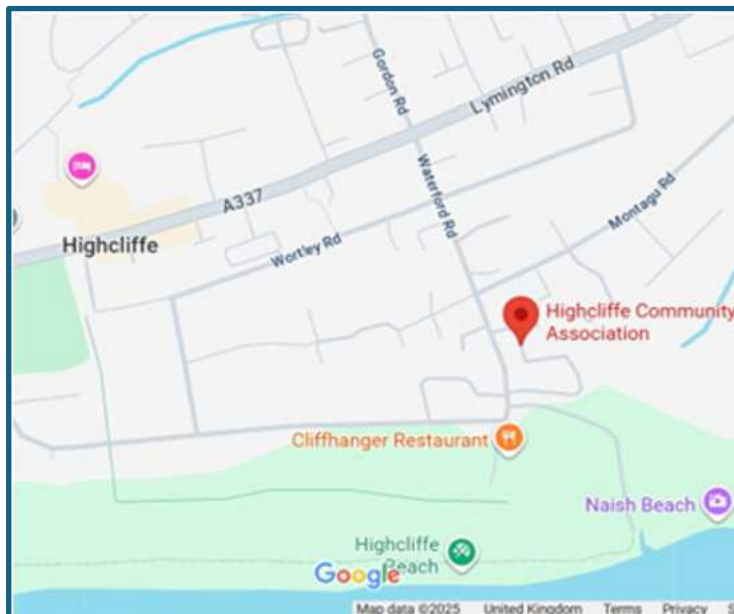 Gordon Rd
Lymington Rd
Waterford Rd
A337
Montagu Rd
Highcliffe
Wortley Rd
Highcliffe Community
Association
Cliffhanger Restaurant
Naish Beach
Highcliffe
Beach
Google
Map data ©2025 United Kingdom Terms Privacy S